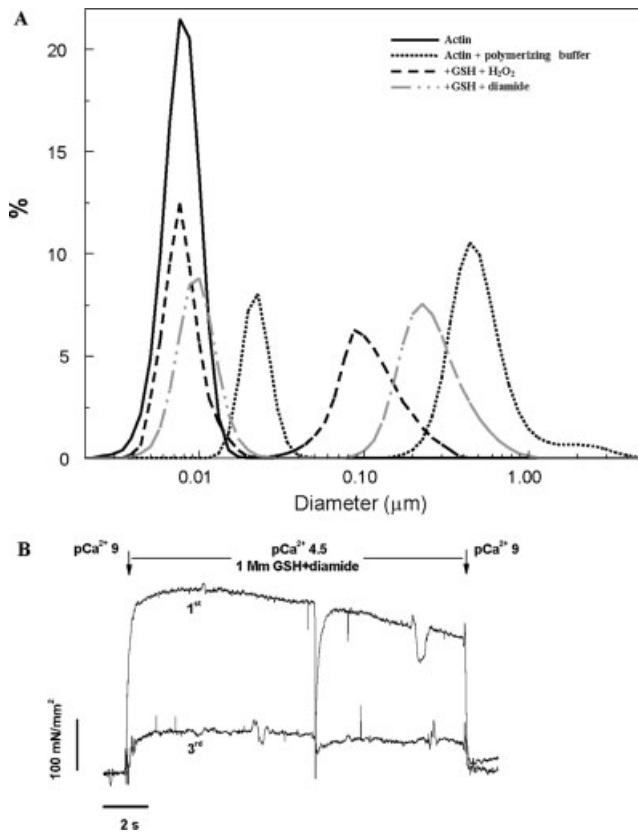 A
Actin
Actin + polymerizing buffer
+GSH + H₂O₂
+GSH + diamide
20
15
10
5
0
%
0.01
0.10
1.00
Diameter (μm)
B
pCa²⁺ 9
pCa²⁺ 4.5
pCa²⁺ 9
1 Mm GSH+diamide
1st
3rd
100 mN/mm²
2 s